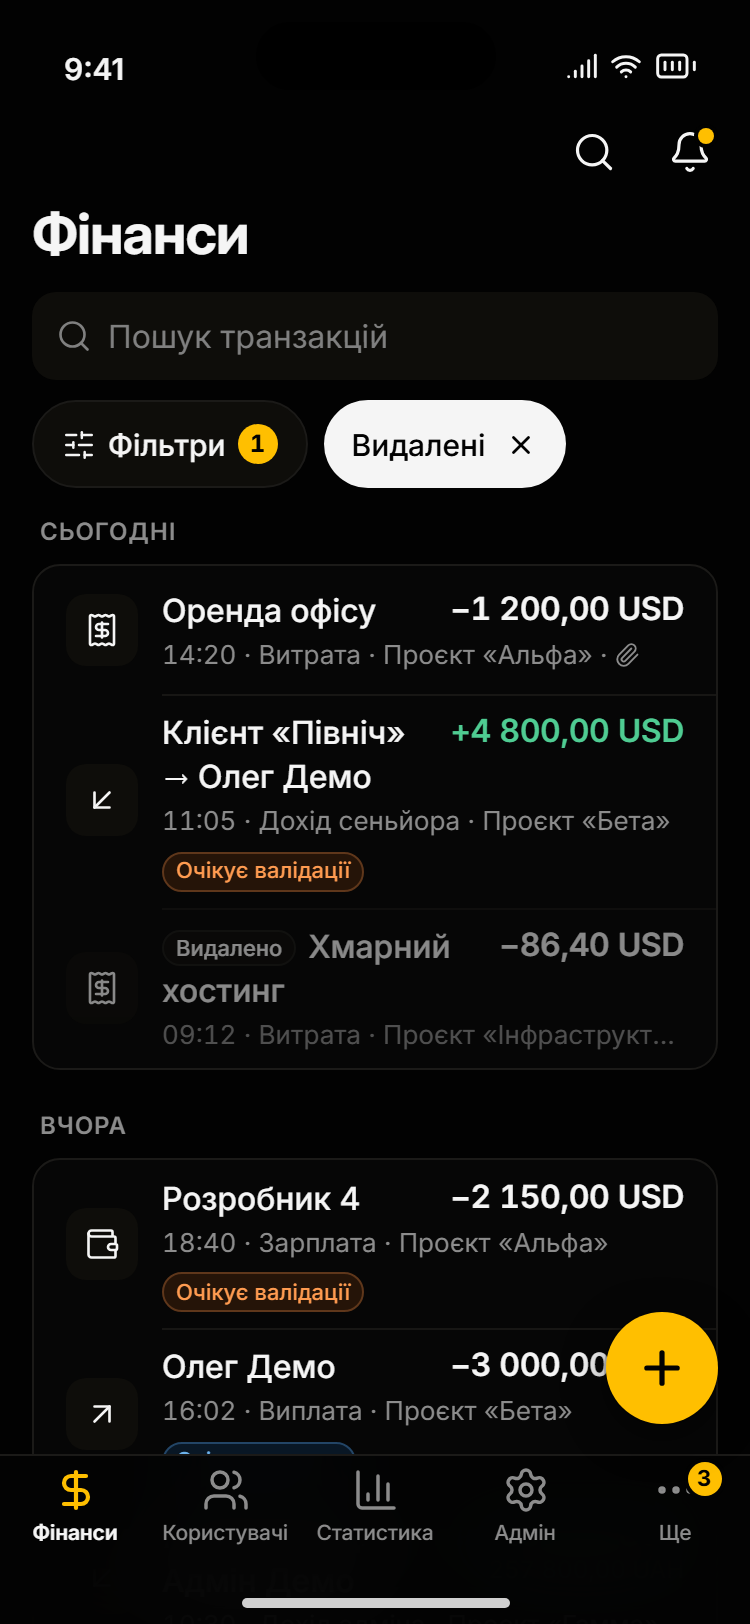 9:41
Фінанси
Пошук транзакцій
Фільтри 1
Видалені
СЬОГОДНІ
Оренда офісу −1 200,00 USD
14:20 · Витрата · Проєкт «Альфа» ·
Клієнт «Північ» +4 800,00 USD
→ Олег Демо
11:05 · Дохід сеньйора · Проєкт «Бета»
Очікує валідації
Видалено Хмарний −86,40 USD
хостинг
09:12 · Витрата · Проєкт «Інфраструкт...
ВЧОРА
Розробник 4 −2 150,00 USD
18:40 · Зарплата · Проєкт «Альфа»
Очікує валідації
Олег Демо −3 000,00
16:02 · Виплата · Проєкт «Бета»
3
Фінанси Користувачі Статистика Адмін Ще
Адмін Демо